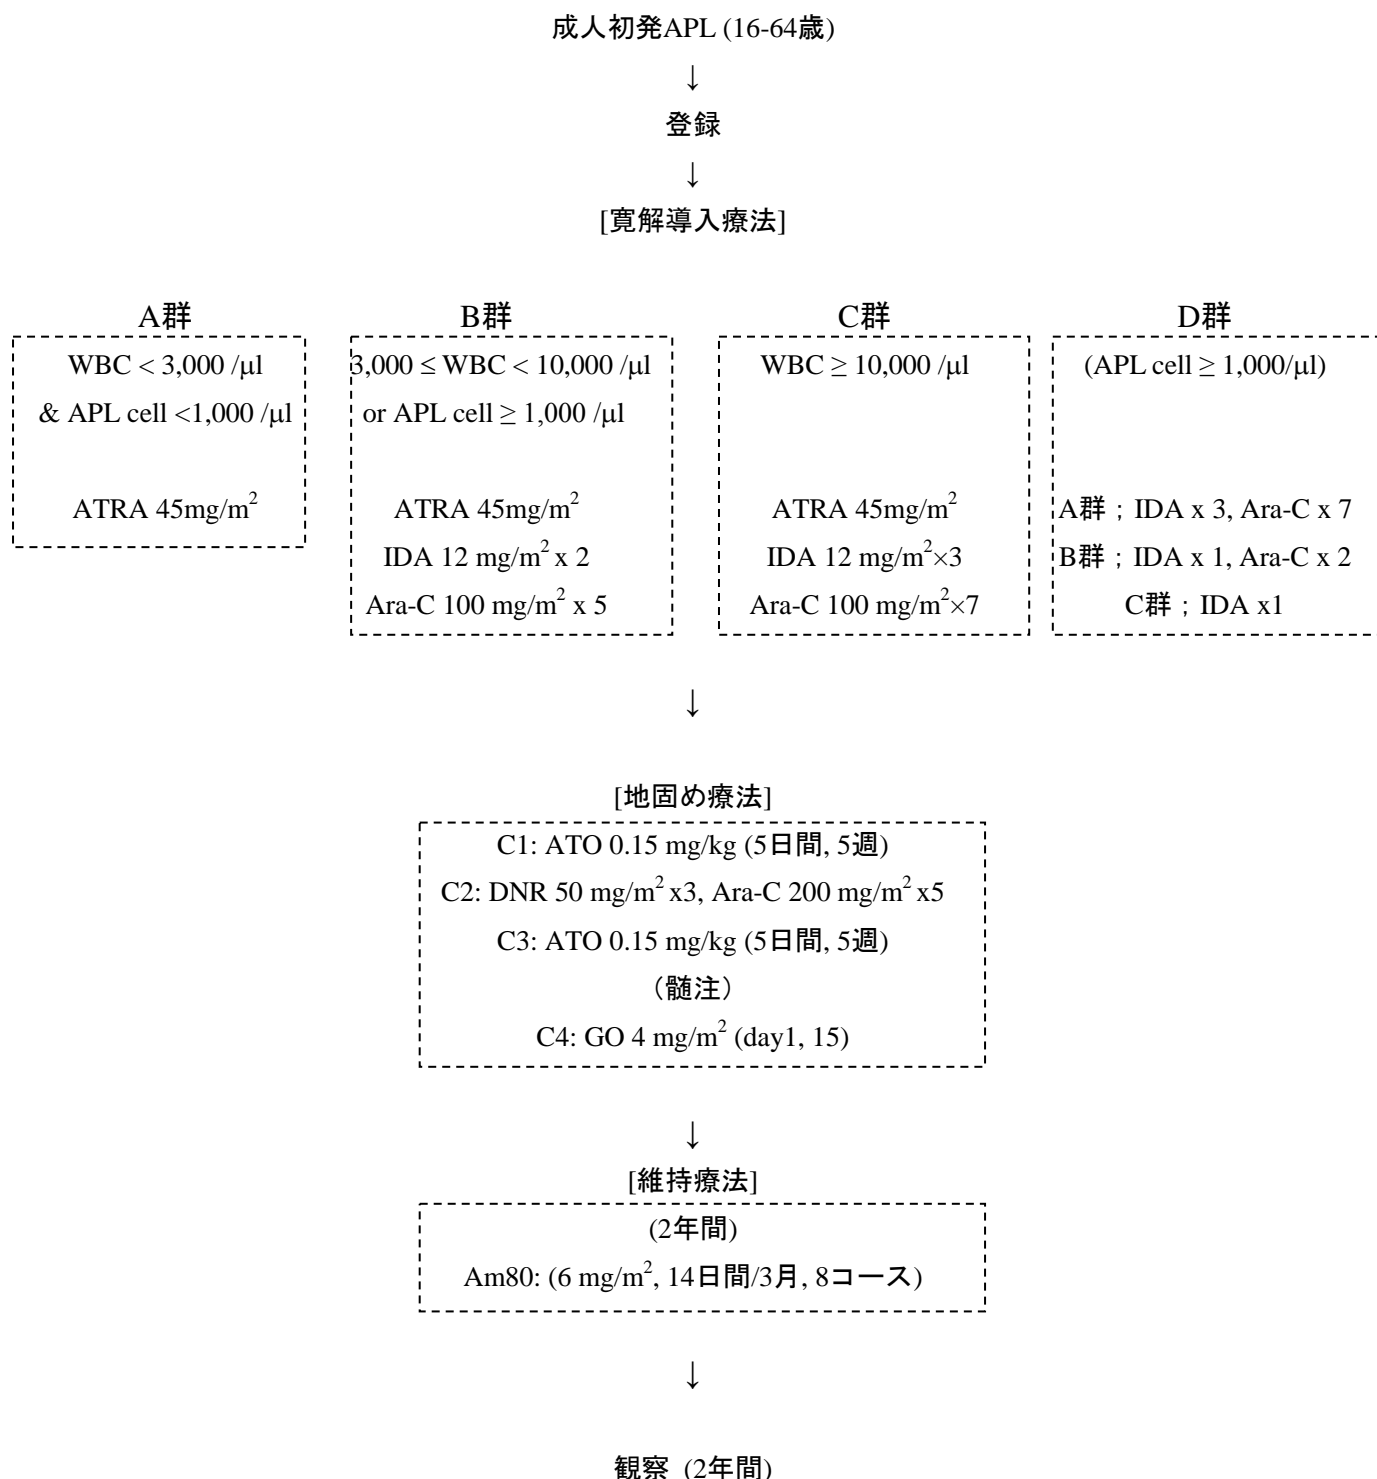 成人初発APL (16-64歳)
↓
登録
↓
[寛解導入療法]
A群
WBC < 3,000 /μl
& APL cell <1,000 /μl
ATRA 45mg/m²
B群
3,000 ≤ WBC < 10,000 /μl
or APL cell ≥ 1,000 /μl
ATRA 45mg/m²
IDA 12 mg/m² x 2
Ara-C 100 mg/m² x 5
C群
WBC ≥ 10,000 /μl
ATRA 45mg/m²
IDA 12 mg/m²×3
Ara-C 100 mg/m²×7
D群
(APL cell ≥ 1,000/μl)
A群；IDA x 3, Ara-C x 7
B群；IDA x 1, Ara-C x 2
C群；IDA x1
↓
[地固め療法]
C1: ATO 0.15 mg/kg (5日間, 5週)
C2: DNR 50 mg/m² x3, Ara-C 200 mg/m² x5
C3: ATO 0.15 mg/kg (5日間, 5週)
（髄注）
C4: GO 4 mg/m² (day1, 15)
↓
[維持療法]
(2年間)
Am80: (6 mg/m², 14日間/3月, 8コース)
↓
観察 (2年間)